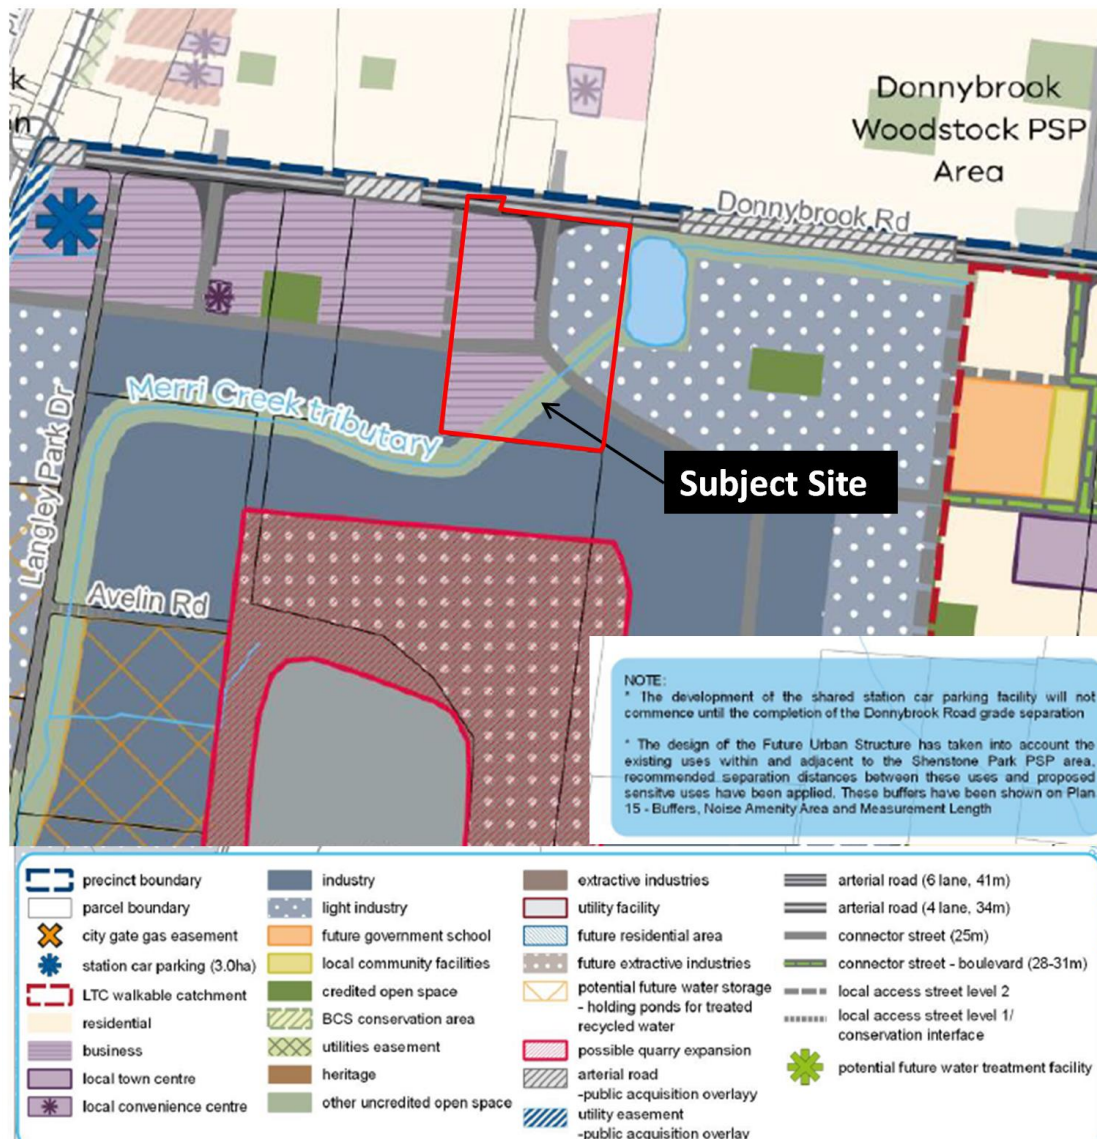 k
n
Donnybrook
Woodstock PSP
Area
Donnybrook Rd
Merri Creek tributary
Langley Park Dr
Subject Site
Avelin Rd
NOTE:
* The development of the shared station car parking facility will not
commence until the completion of the Donnybrook Road grade separation
* The design of the Future Urban Structure has taken into account the
existing uses within and adjacent to the Shenstone Park PSP area,
recommended separation distances between these uses and proposed
sensitve uses have been applied. These buffers have been shown on Plan
15 - Buffers, Noise Amenity Area and Measurement Length
precinct boundary
parcel boundary
city gate gas easement
station car parking (3.0ha)
LTC walkable catchment
residential
business
local town centre
local convenience centre
industry
light industry
future government school
local community facilities
credited open space
BCS conservation area
utilities easement
heritage
other uncredited open space
extractive industries
utility facility
future residential area
future extractive industries
potential future water storage
- holding ponds for treated
recycled water
possible quarry expansion
arterial road
-public acquisition overlayy
utility easement
-public acquisition overlay
arterial road (6 lane, 41m)
arterial road (4 lane, 34m)
connector street (25m)
connector street - boulevard (28-31m)
local access street level 2
local access street level 1/
conservation interface
potential future water treatment facility